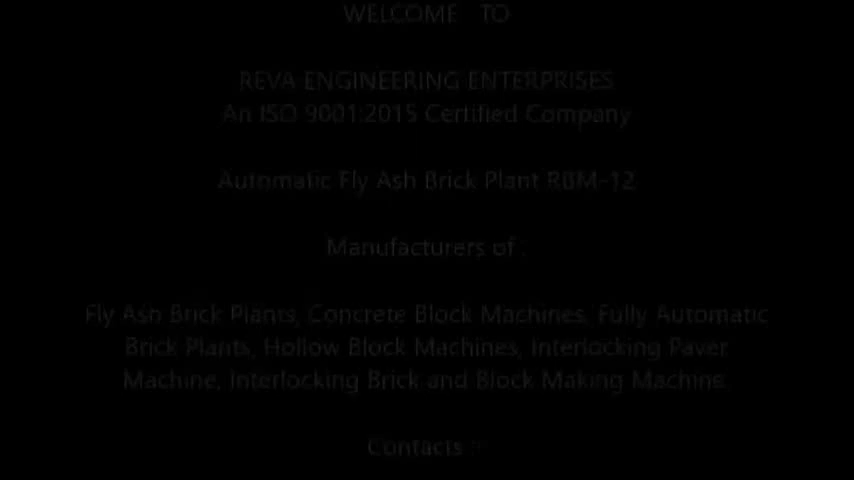 WELCOME TO
REVA ENGINEERING ENTERPRISES
An ISO 9001:2015 Certified Company
Automatic Fly Ash Brick Plant RBM-12
Manufacturers of :
Fly Ash Brick Plants, Concrete Block Machines, Fully Automatic
Brick Plants, Hollow Block Machines, Interlocking Paver
Machine, Interlocking Brick and Block Making Machine
Contacts :-